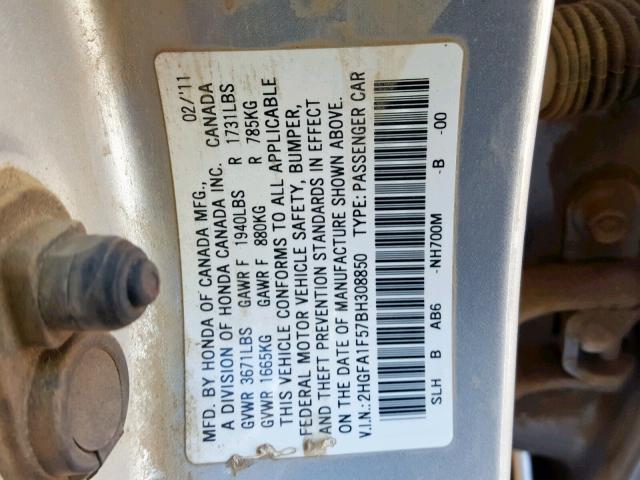 MFD. BY HONDA OF CANADA MFG., 02/'11
A DIVISION OF HONDA CANADA INC. CANADA
GVWR 3671LBS GAWR F 1940LBS R 1731LBS
GVWR 1665KG GAWR F 880KG R 785KG
THIS VEHICLE CONFORMS TO ALL APPLICABLE
FEDERAL MOTOR VEHICLE SAFETY, BUMPER,
AND THEFT PREVENTION STANDARDS IN EFFECT
ON THE DATE OF MANUFACTURE SHOWN ABOVE.
V.I.N.: 2HGFA1F57BH308850 TYPE: PASSENGER CAR
SLH B AB6 -NH700M -B -00